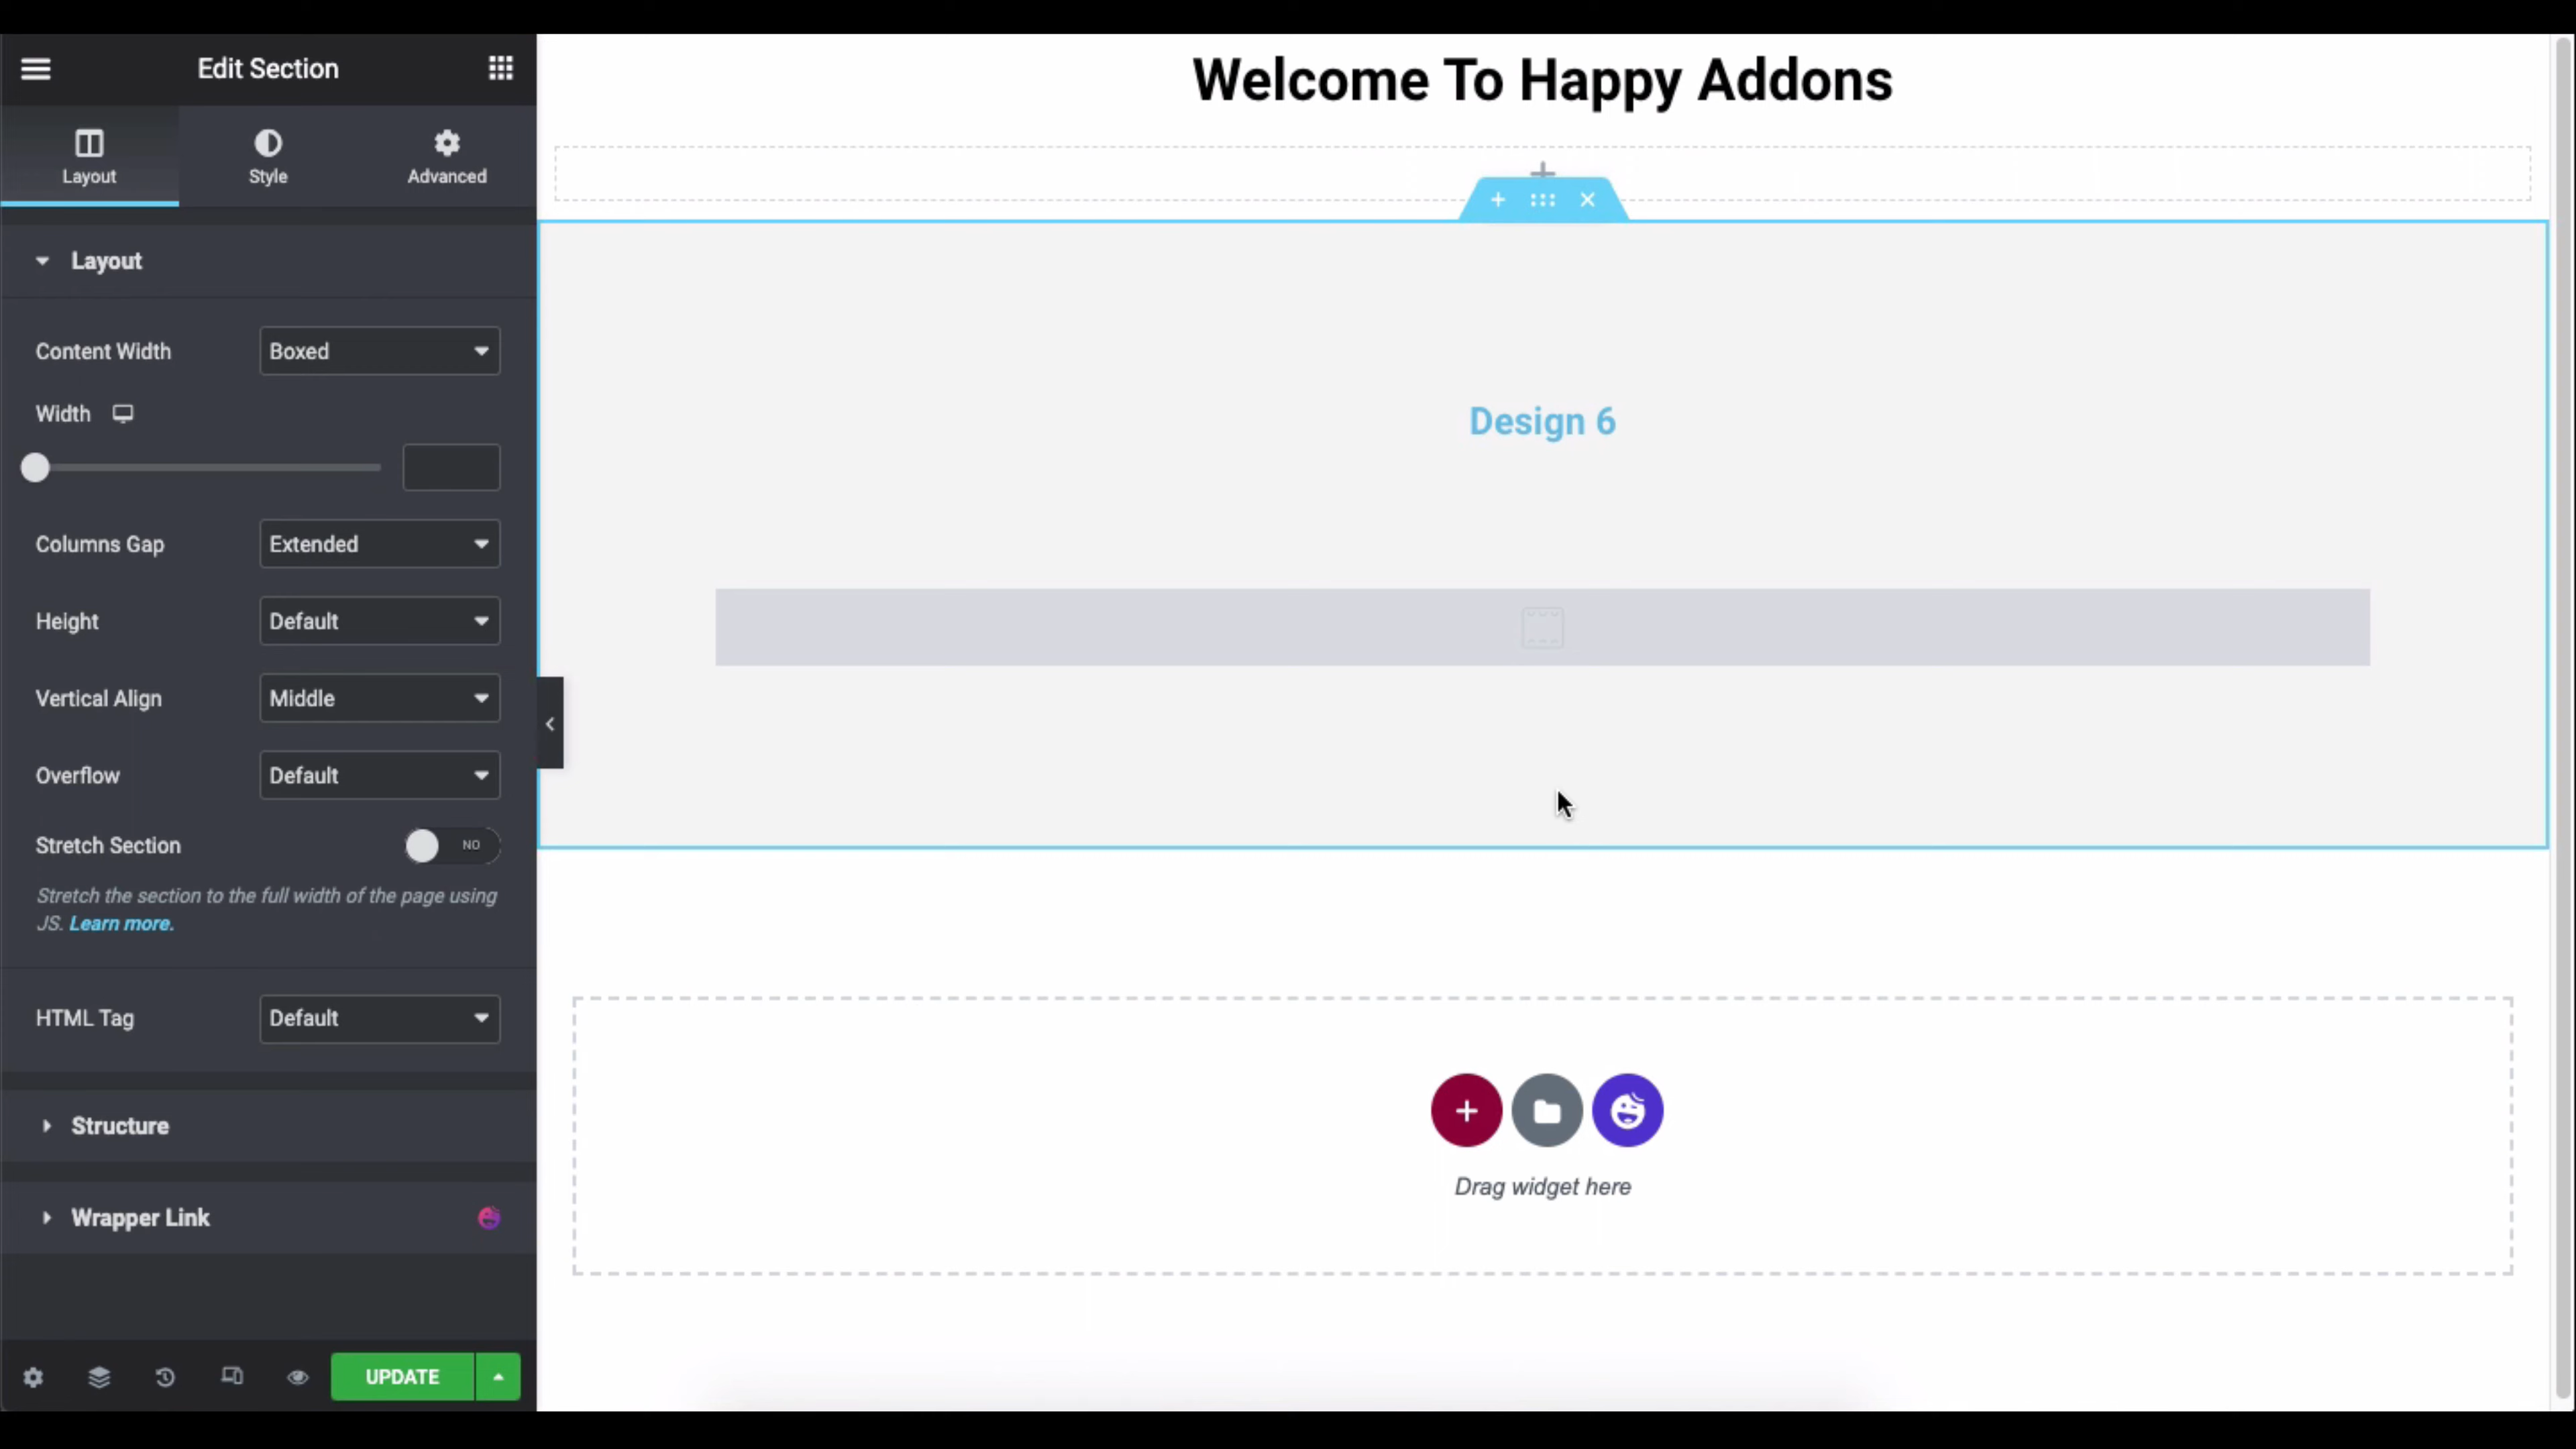 Edit Section
Layout
Style
Advanced
Layout
Content Width
Boxed
Width
Columns Gap
Extended
Height
Default
Vertical Align
Middle
Overflow
Default
Stretch Section
NO
Stretch the section to the full width of the page using
JS. Learn more.
HTML Tag
Default
Structure
Wrapper Link
UPDATE
Welcome To Happy Addons
Design 6
Drag widget here